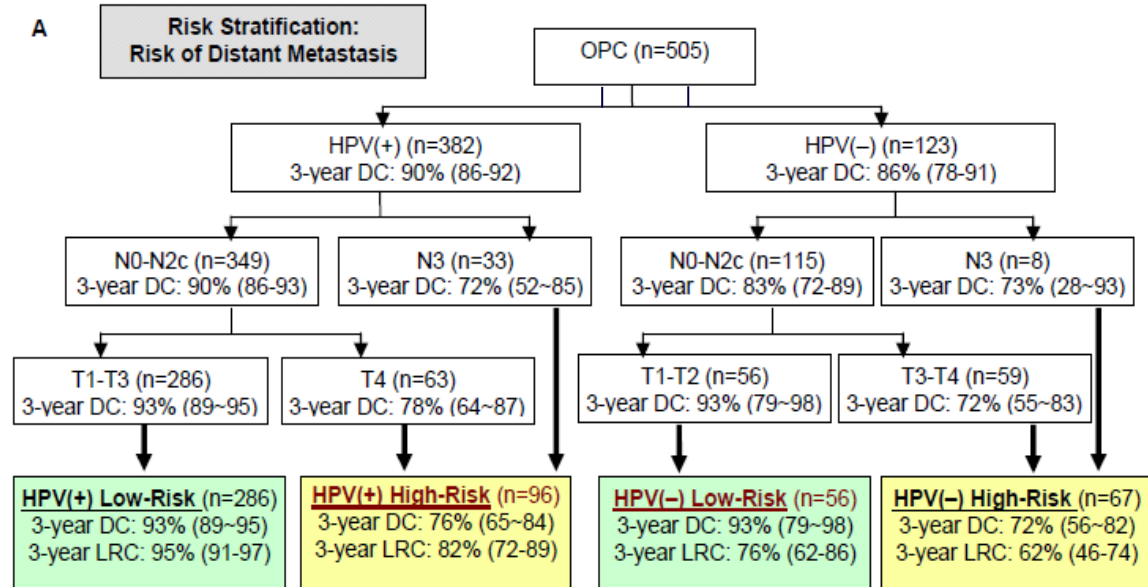 A
Risk Stratification:
Risk of Distant Metastasis
OPC (n=505)
HPV(+) (n=382)
3-year DC: 90% (86-92)
HPV(–) (n=123)
3-year DC: 86% (78-91)
N0-N2c (n=349)
3-year DC: 90% (86-93)
N3 (n=33)
3-year DC: 72% (52~85)
N0-N2c (n=115)
3-year DC: 83% (72-89)
N3 (n=8)
3-year DC: 73% (28~93)
T1-T3 (n=286)
3-year DC: 93% (89~95)
T4 (n=63)
3-year DC: 78% (64~87)
T1-T2 (n=56)
3-year DC: 93% (79~98)
T3-T4 (n=59)
3-year DC: 72% (55~83)
HPV(+) Low-Risk (n=286)
3-year DC: 93% (89~95)
3-year LRC: 95% (91-97)
HPV(+) High-Risk (n=96)
3-year DC: 76% (65~84)
3-year LRC: 82% (72-89)
HPV(–) Low-Risk (n=56)
3-year DC: 93% (79~98)
3-year LRC: 76% (62-86)
HPV(–) High-Risk (n=67)
3-year DC: 72% (56~82)
3-year LRC: 62% (46-74)